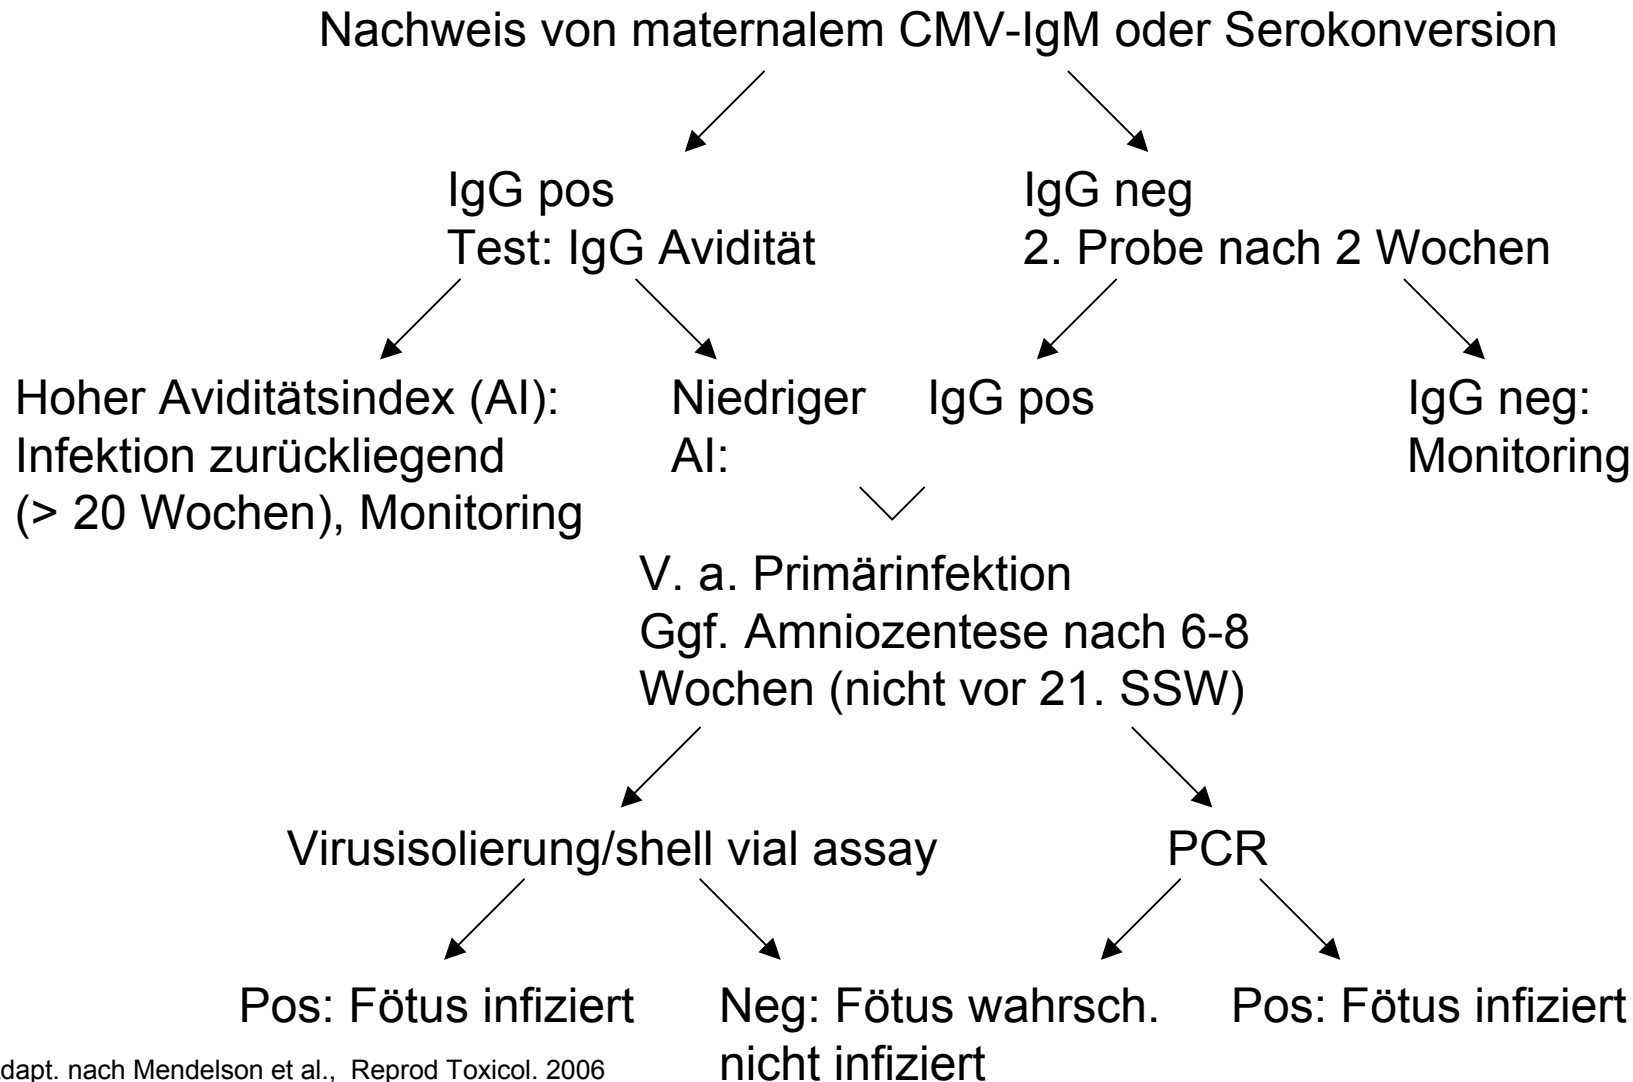 Nachweis von maternalem CMV-IgM oder Serokonversion
IgG pos
Test: IgG Avidität
IgG neg
2. Probe nach 2 Wochen
Hoher Aviditätsindex (AI):
Infektion zurückliegend
(> 20 Wochen), Monitoring
Niedriger
AI:
IgG pos
IgG neg:
Monitoring
V. a. Primärinfektion
Ggf. Amniozentese nach 6-8
Wochen (nicht vor 21. SSW)
Virusisolierung/shell vial assay
PCR
Pos: Fötus infiziert
Neg: Fötus wahrsch.
nicht infiziert
Pos: Fötus infiziert
dapt. nach Mendelson et al., Reprod Toxicol. 2006